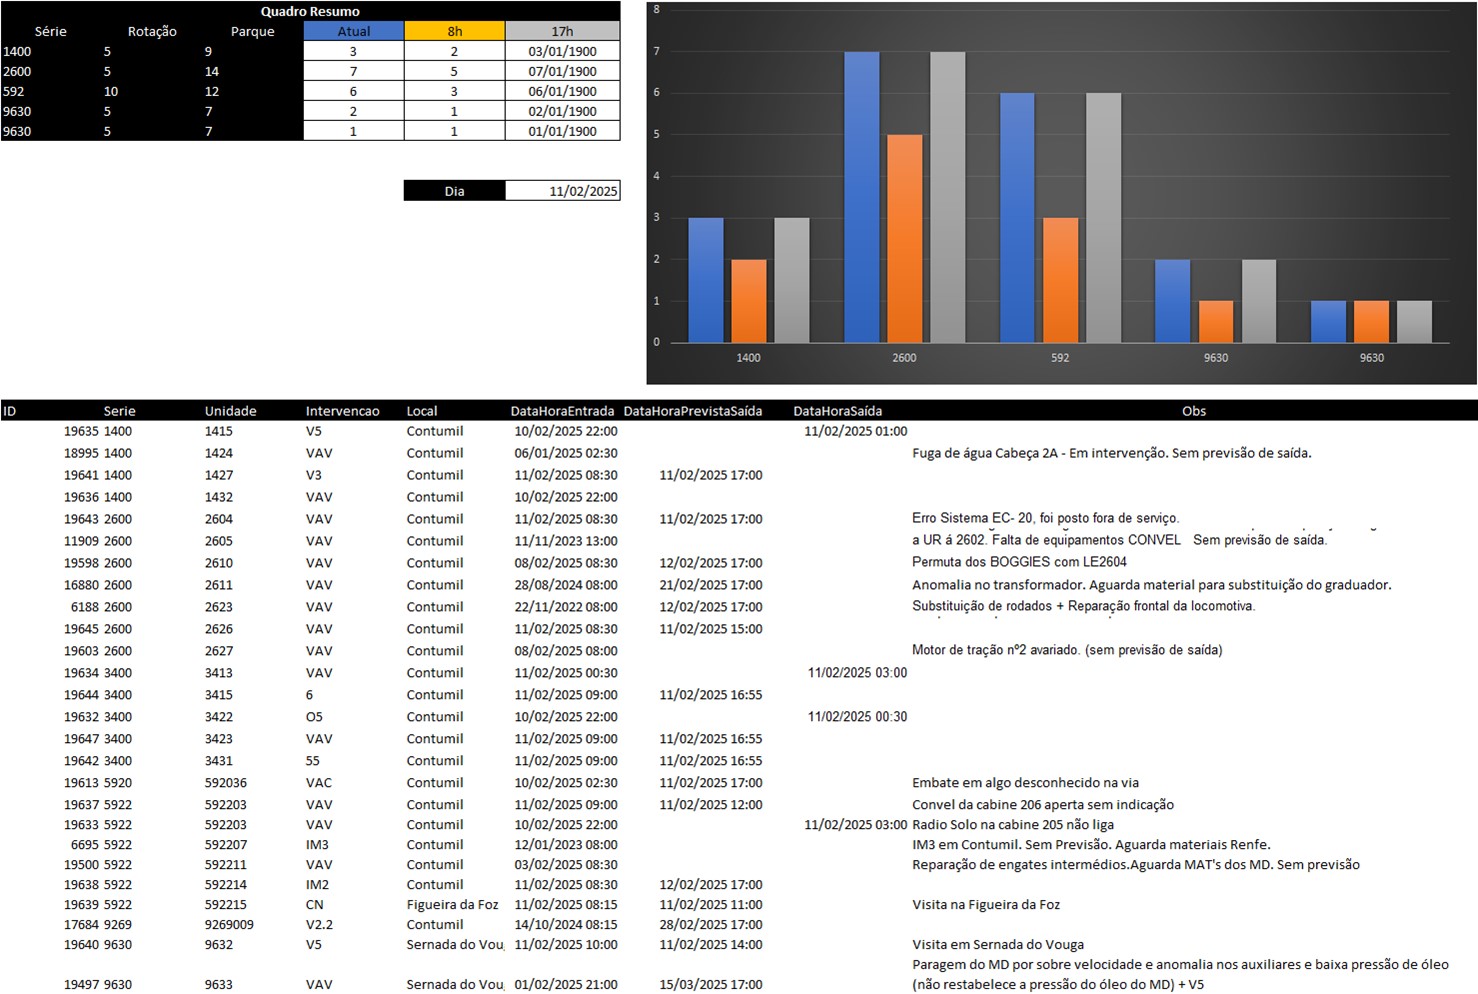 Quadro Resumo
Série Rotação Parque Atual 8h 17h
1400 5 9 3 2 03/01/1900
2600 5 14 7 5 07/01/1900
592 10 12 6 3 06/01/1900
9630 5 7 2 1 02/01/1900
9630 5 7 1 1 01/01/1900
Dia 11/02/2025
8
7
6
5
4
3
2
1
0
1400 2600 592 9630 9630
ID Serie Unidade Intervencao Local DataHoraEntrada DataHoraPrevistaSaída DataHoraSaída Obs
19635 1400 1415 V5 Contumil 10/02/2025 22:00 11/02/2025 01:00
18995 1400 1424 VAV Contumil 06/01/2025 02:30 Fuga de água Cabeça 2A - Em intervenção. Sem previsão de saída.
19641 1400 1427 V3 Contumil 11/02/2025 08:30 11/02/2025 17:00
19636 1400 1432 VAV Contumil 10/02/2025 22:00
19643 2600 2604 VAV Contumil 11/02/2025 08:30 11/02/2025 17:00 Erro Sistema EC- 20, foi posto fora de serviço.
11909 2600 2605 VAV Contumil 11/11/2023 13:00 a UR á 2602. Falta de equipamentos CONVEL Sem previsão de saída.
19598 2600 2610 VAV Contumil 08/02/2025 08:30 12/02/2025 17:00 Permuta dos BOGGIES com LE2604
16880 2600 2611 VAV Contumil 28/08/2024 08:00 21/02/2025 17:00 Anomalia no transformador. Aguarda material para substituição do graduador.
6188 2600 2623 VAV Contumil 22/11/2022 08:00 12/02/2025 17:00 Substituição de rodados + Reparação frontal da locomotiva.
19645 2600 2626 VAV Contumil 11/02/2025 08:30 11/02/2025 15:00
19603 2600 2627 VAV Contumil 08/02/2025 08:00 Motor de tração nº2 avariado. (sem previsão de saída)
19634 3400 3413 VAV Contumil 11/02/2025 00:30 11/02/2025 03:00
19644 3400 3415 6 Contumil 11/02/2025 09:00 11/02/2025 16:55
19632 3400 3422 O5 Contumil 10/02/2025 22:00 11/02/2025 00:30
19647 3400 3423 VAV Contumil 11/02/2025 09:00 11/02/2025 16:55
19642 3400 3431 55 Contumil 11/02/2025 09:00 11/02/2025 16:55
19613 5920 592036 VAC Contumil 10/02/2025 02:30 11/02/2025 17:00 Embate em algo desconhecido na via
19637 5922 592203 VAV Contumil 11/02/2025 09:00 11/02/2025 12:00 Convel da cabine 206 aperta sem indicação
19633 5922 592203 VAV Contumil 10/02/2025 22:00 11/02/2025 03:00 Radio Solo na cabine 205 não liga
6695 5922 592207 IM3 Contumil 12/01/2023 08:00 IM3 em Contumil. Sem Previsão. Aguarda materiais Renfe.
19500 5922 592211 VAV Contumil 03/02/2025 08:30 Reparação de engates intermédios.Aguarda MAT's dos MD. Sem previsão
19638 5922 592214 IM2 Contumil 11/02/2025 08:30 12/02/2025 17:00
19639 5922 592215 CN Figueira da Foz 11/02/2025 08:15 11/02/2025 11:00 Visita na Figueira da Foz
17684 9269 9269009 V2.2 Contumil 14/10/2024 08:15 28/02/2025 17:00
19640 9630 9632 V5 Sernada do Vou 11/02/2025 10:00 11/02/2025 14:00 Visita em Sernada do Vouga
Paragem do MD por sobre velocidade e anomalia nos auxiliares e baixa pressão de óleo
19497 9630 9633 VAV Sernada do Vou 01/02/2025 21:00 15/03/2025 17:00 (não restabelece a pressão do óleo do MD) + V5